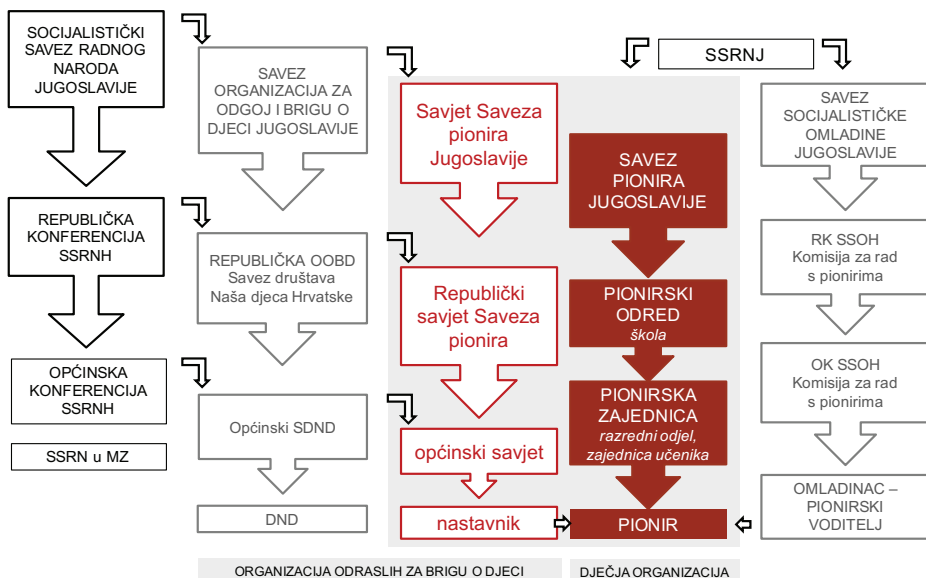 SOCIJALISTIČKI
SAVEZ RADNOG
NARODA
JUGOSLAVIJE
REPUBLIČKA
KONFERENCIJA
SSRNH
OPĆINSKA
KONFERENCIJA
SSRNH
SSRN u MZ
SAVEZ
ORGANIZACIJA ZA
ODGOJ I BRIGU O
DJECI JUGOSLAVIJE
REPUBLIČKA OOBD
Savez društava
Naša djeca Hrvatske
Općinski SDND
DND
Savjet Saveza
pionira
Jugoslavije
Republički
savjet Saveza
pionira
općinski savjet
nastavnik
SSRNJ
SAVEZ
PIONIRA
JUGOSLAVIJE
PIONIRSKI
ODRED
škola
PIONIRSKA
ZAJEDNICA
razredni odjel,
zajednica učenika
PIONIR
SAVEZ
SOCIJALISTIČKE
OMLADINE
JUGOSLAVIJE
RK SSOH
Komisija za rad
s pionirima
OK SSOH
Komisija za rad
s pionirima
OMLADINAC –
PIONIRSKI
VODITELJ
ORGANIZACIJA ODRASLIH ZA BRIGU O DJECI
DJEČJA ORGANIZACIJA